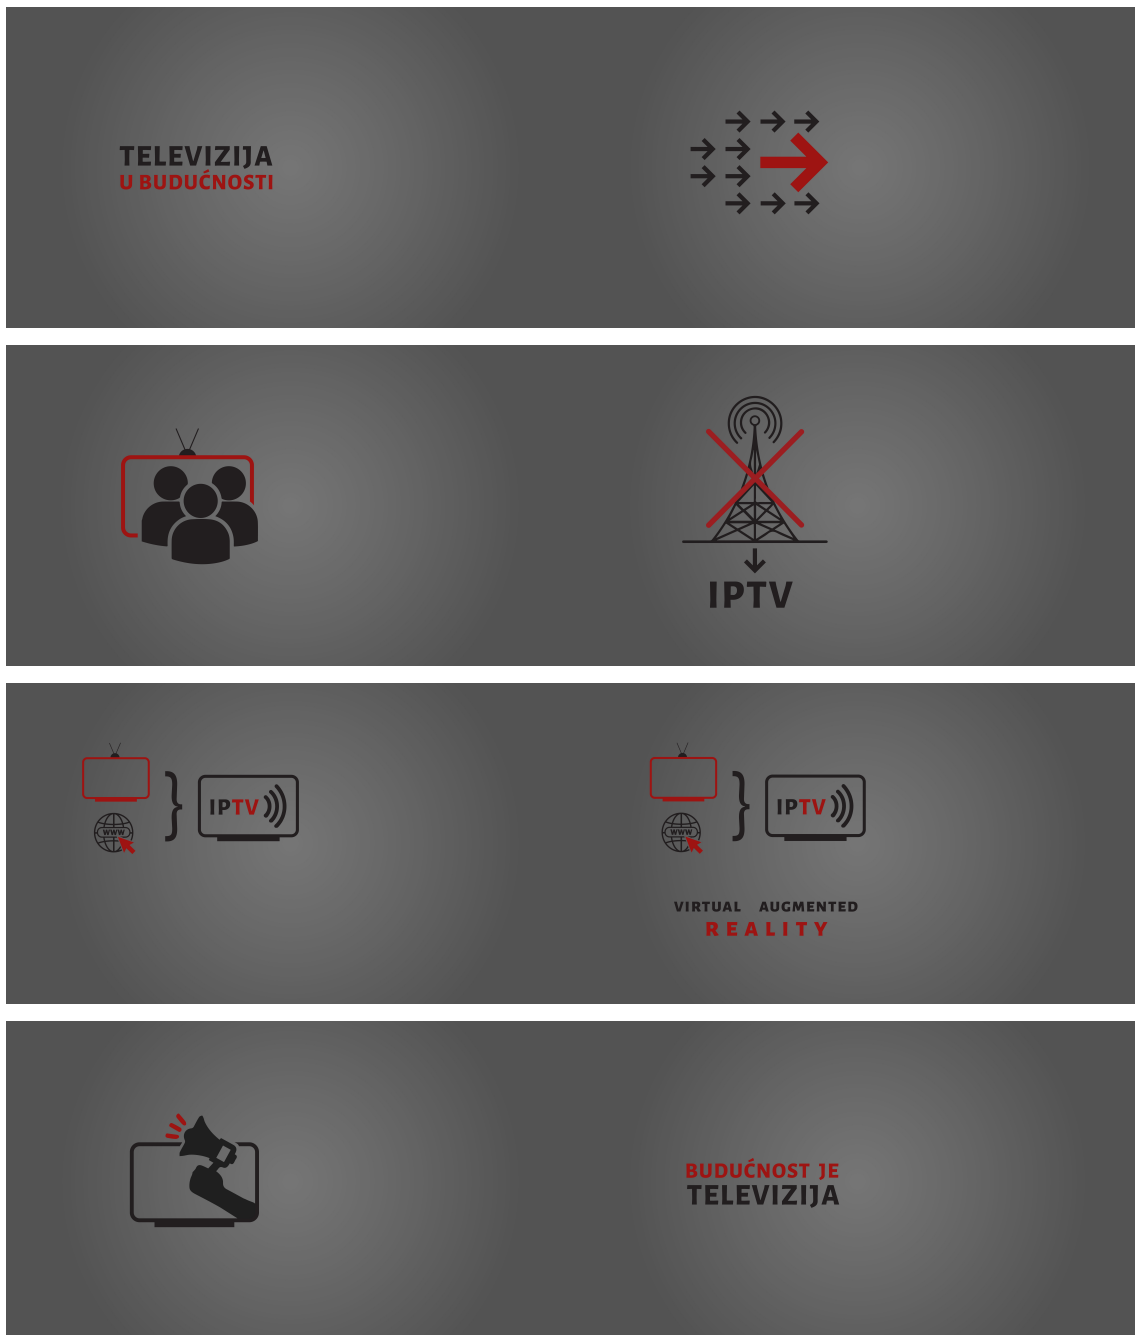 TELEVIZIJA
U BUDUĆNOSTI
IPTV
IPTV
WWW
IPTV
WWW
VIRTUAL AUGMENTED
REALITY
BUDUĆNOST JE
TELEVIZIJA